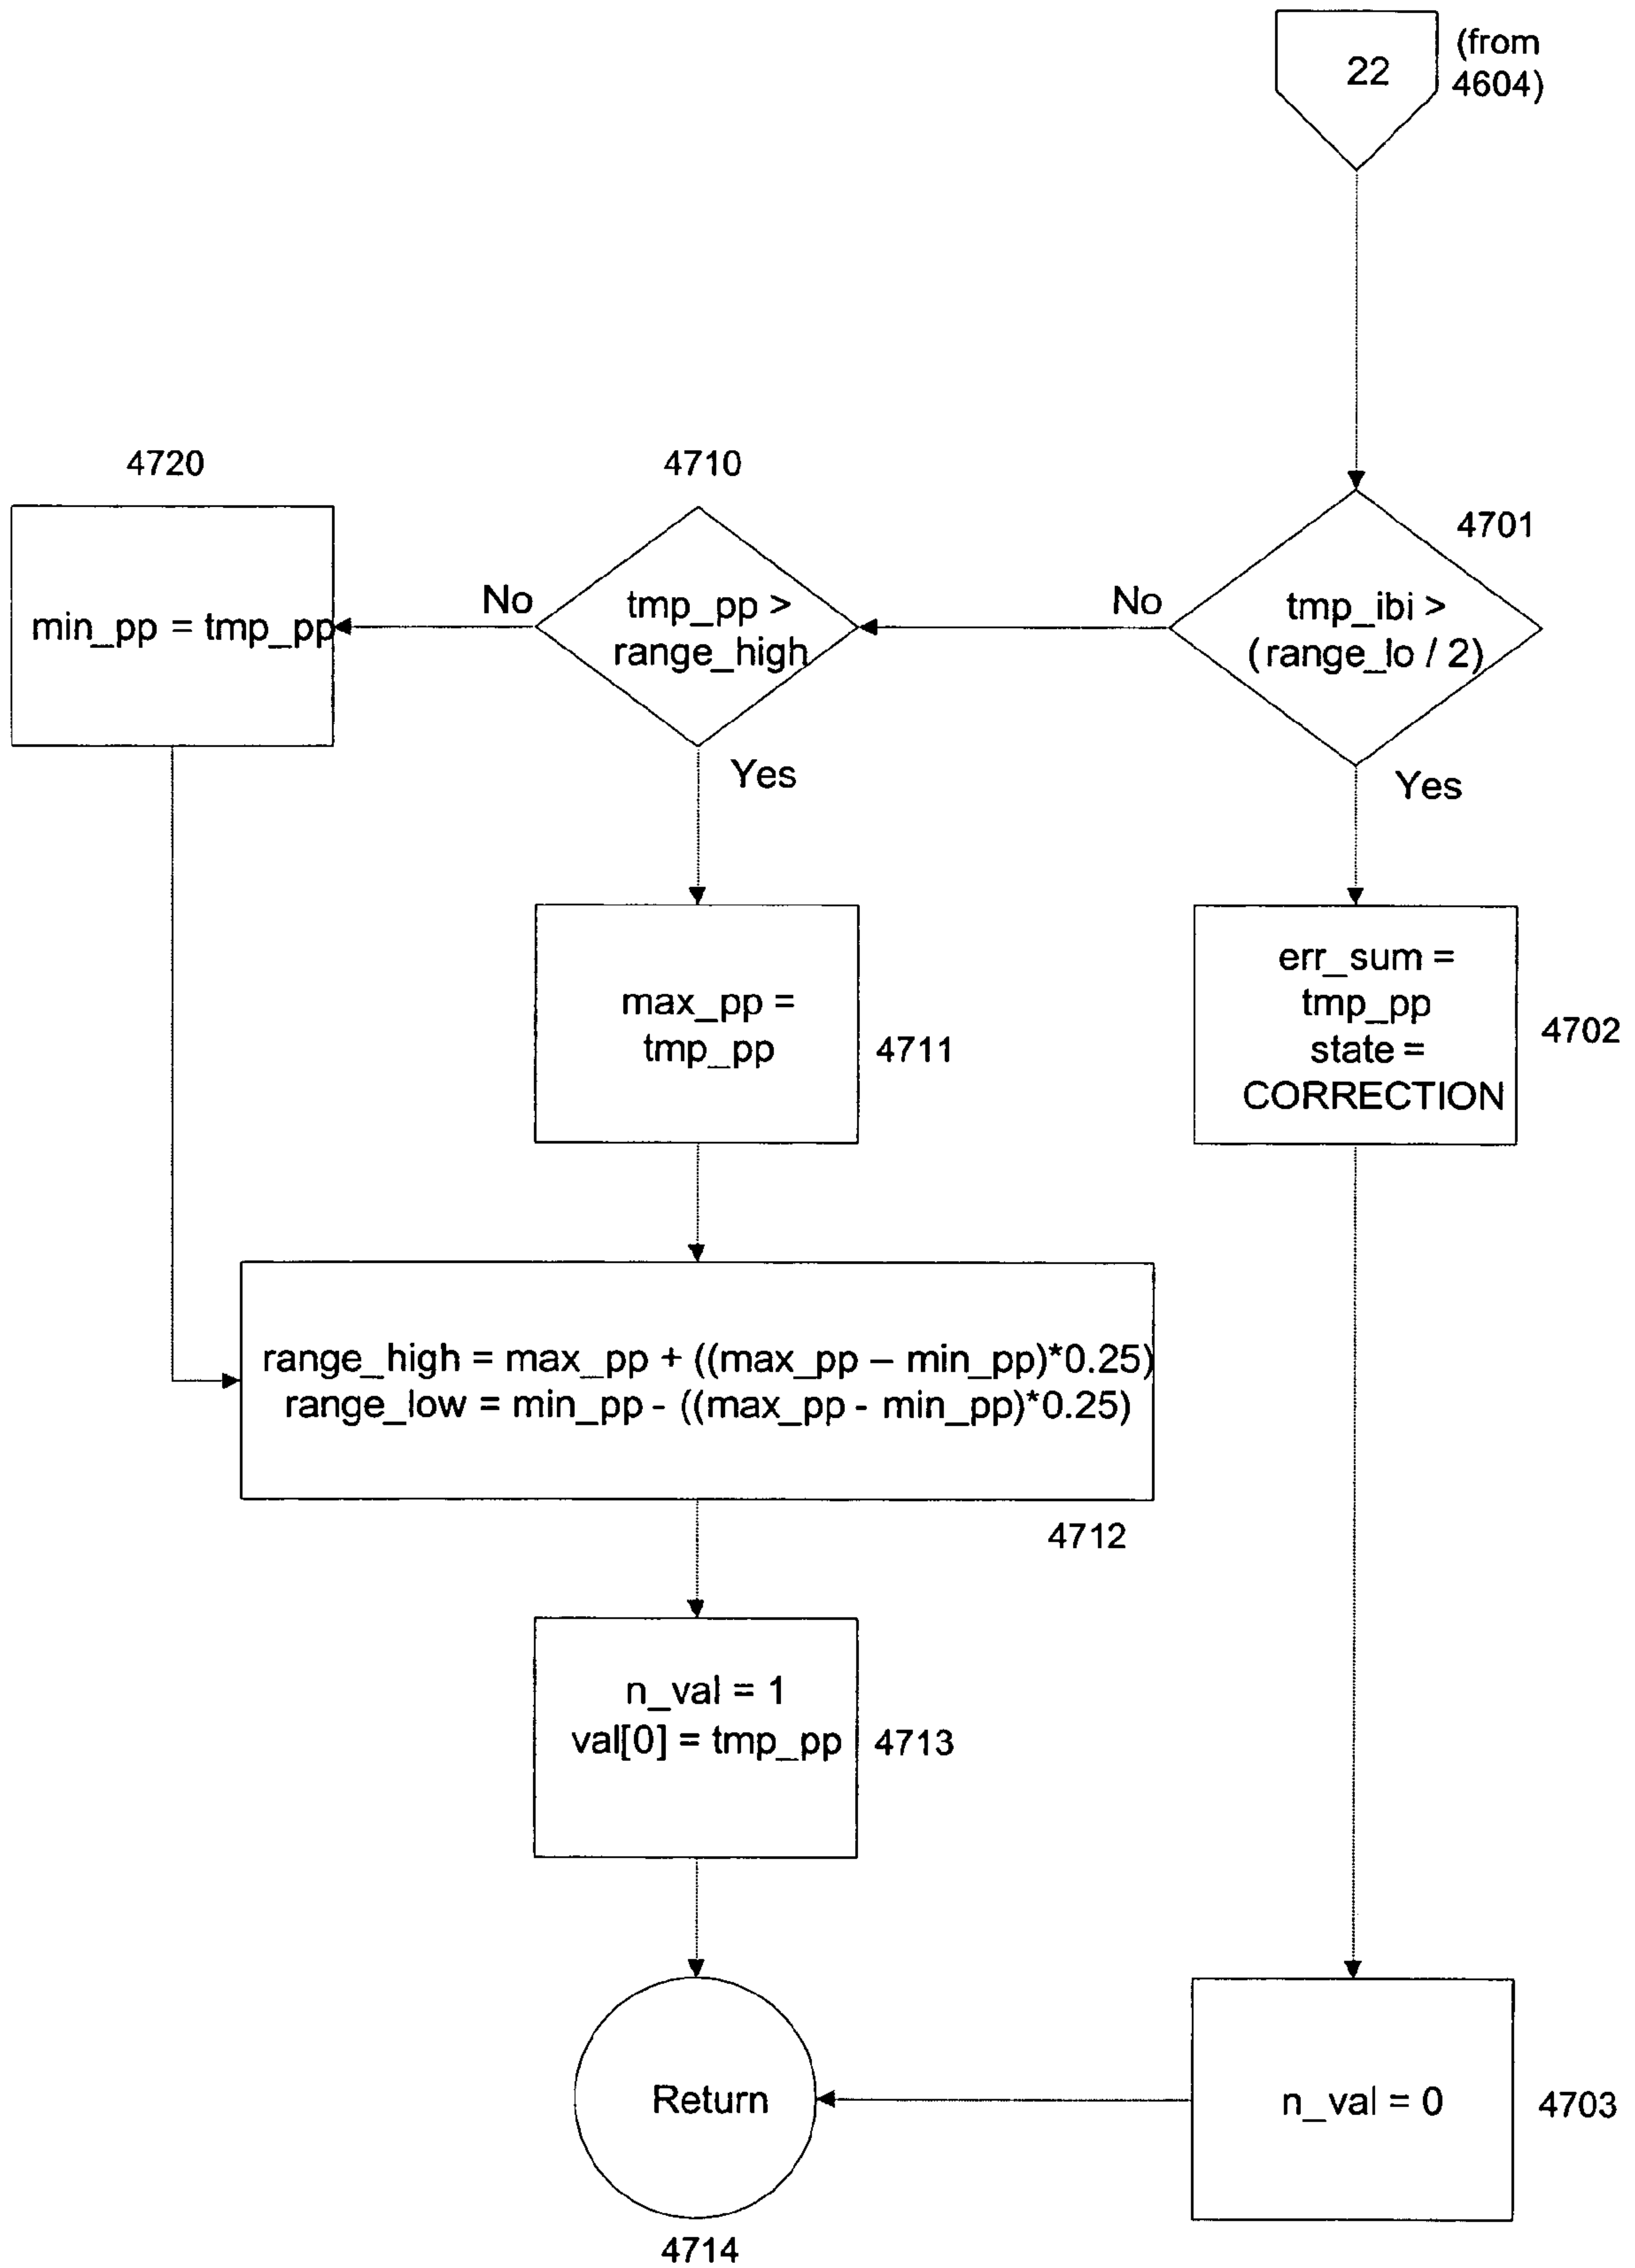 22
(from
4604)
4720
4710
4701
min_pp = tmp_pp
No
tmp_pp >
range_high
No
tmp_ibi >
(range_lo / 2)
Yes
Yes
max_pp =
tmp_pp
4711
err_sum =
tmp_pp
state =
CORRECTION
4702
range_high = max_pp + ((max_pp – min_pp)*0.25)
range_low = min_pp - ((max_pp - min_pp)*0.25)
4712
n_val = 1
val[0] = tmp_pp
4713
Return
n_val = 0
4703
4714